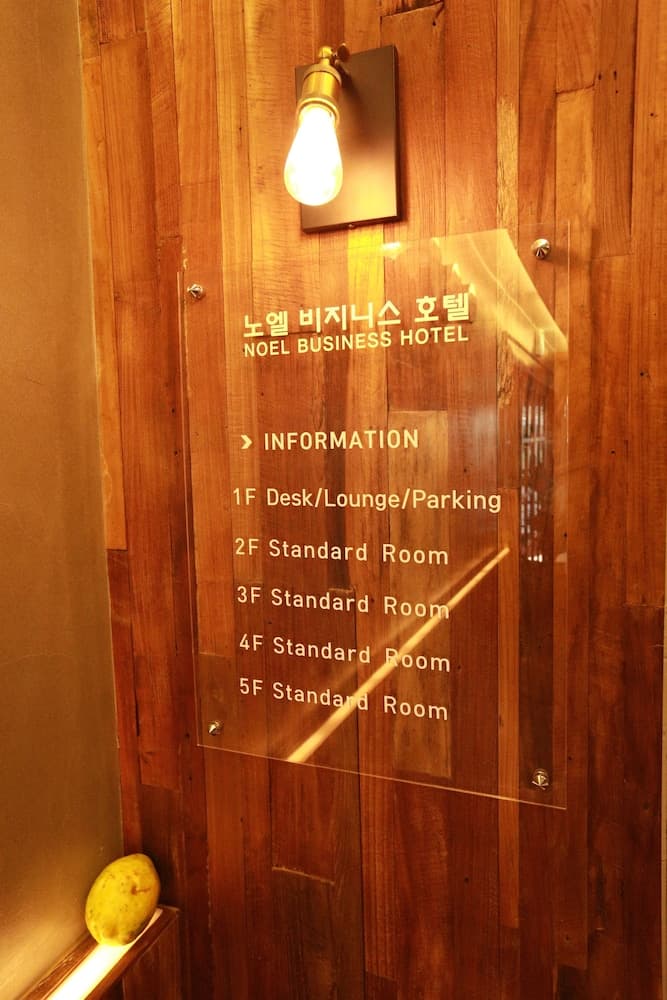 노엘 비지니스 호텔
NOEL BUSINESS HOTEL
› INFORMATION
1F Desk/Lounge/Parking
2F Standard Room
3F Standard Room
4F Standard Room
5F Standard Room